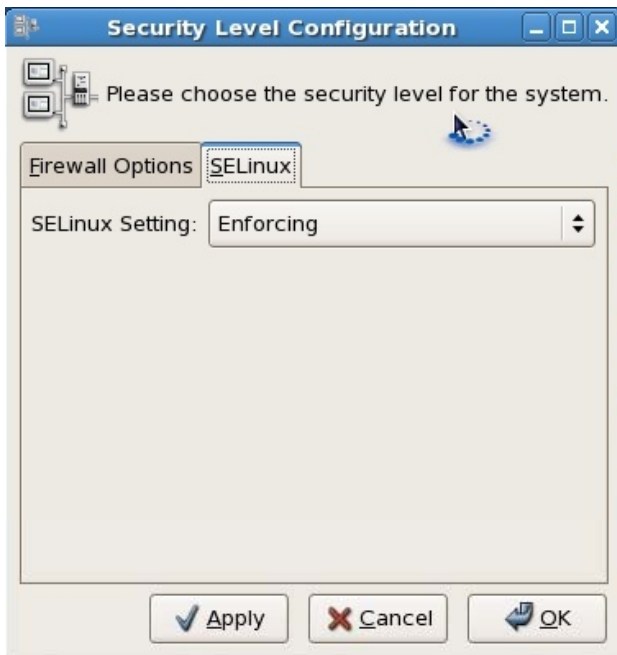 Security Level Configuration
Please choose the security level for the system.
Firewall Options SELinux
SELinux Setting: Enforcing
Apply Cancel OK